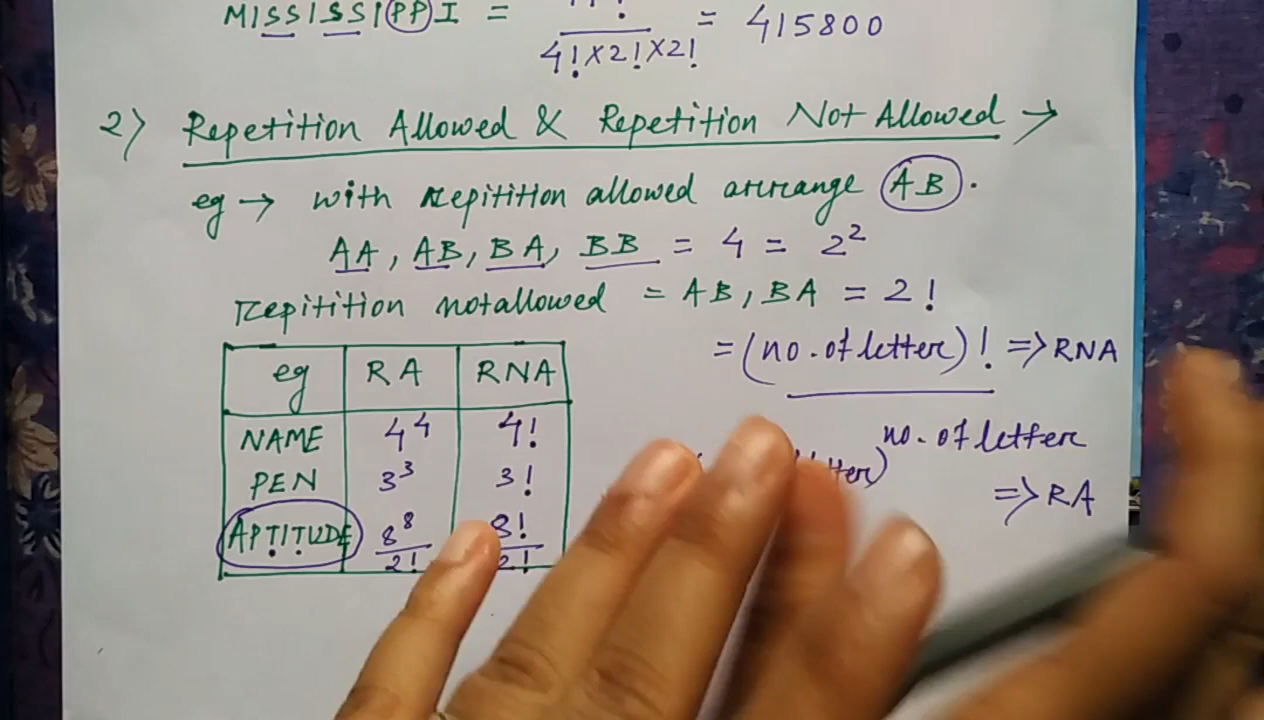 MISSISSIPPI = = 415800
4!×2!×2!
2) Repetition Allowed & Repetition Not Allowed →
eg → with repitition allowed arrange AB.
AA, AB, BA, BB = 4 = 2²
repitition not allowed = AB, BA = 2!
= (no. of letter)! ⇒ RNA
eg RA RNA
NAME 4⁴ 4!
no. of letter
PEN 3³ 3!
⇒ RA
APTITUDE 8⁸/2! 8!/2!